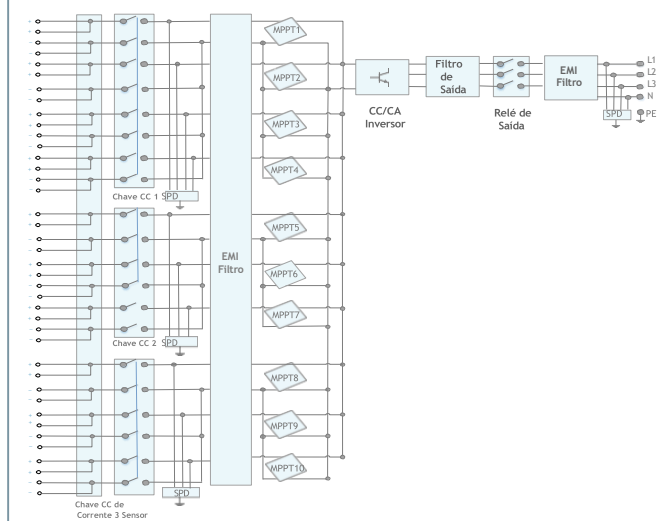 MPPT1
MPPT2
MPPT3
MPPT4
Chave CC 1 SPD
MPPT5
MPPT6
MPPT7
Chave CC 2 SPD
MPPT8
MPPT9
MPPT10
SPD
Chave CC de
Corrente 3 Sensor
EMI
Filtro
CC/CA
Inversor
Filtro
de
Saída
Relé de
Saída
EMI
Filtro
SPD
L1
L2
L3
N
PE